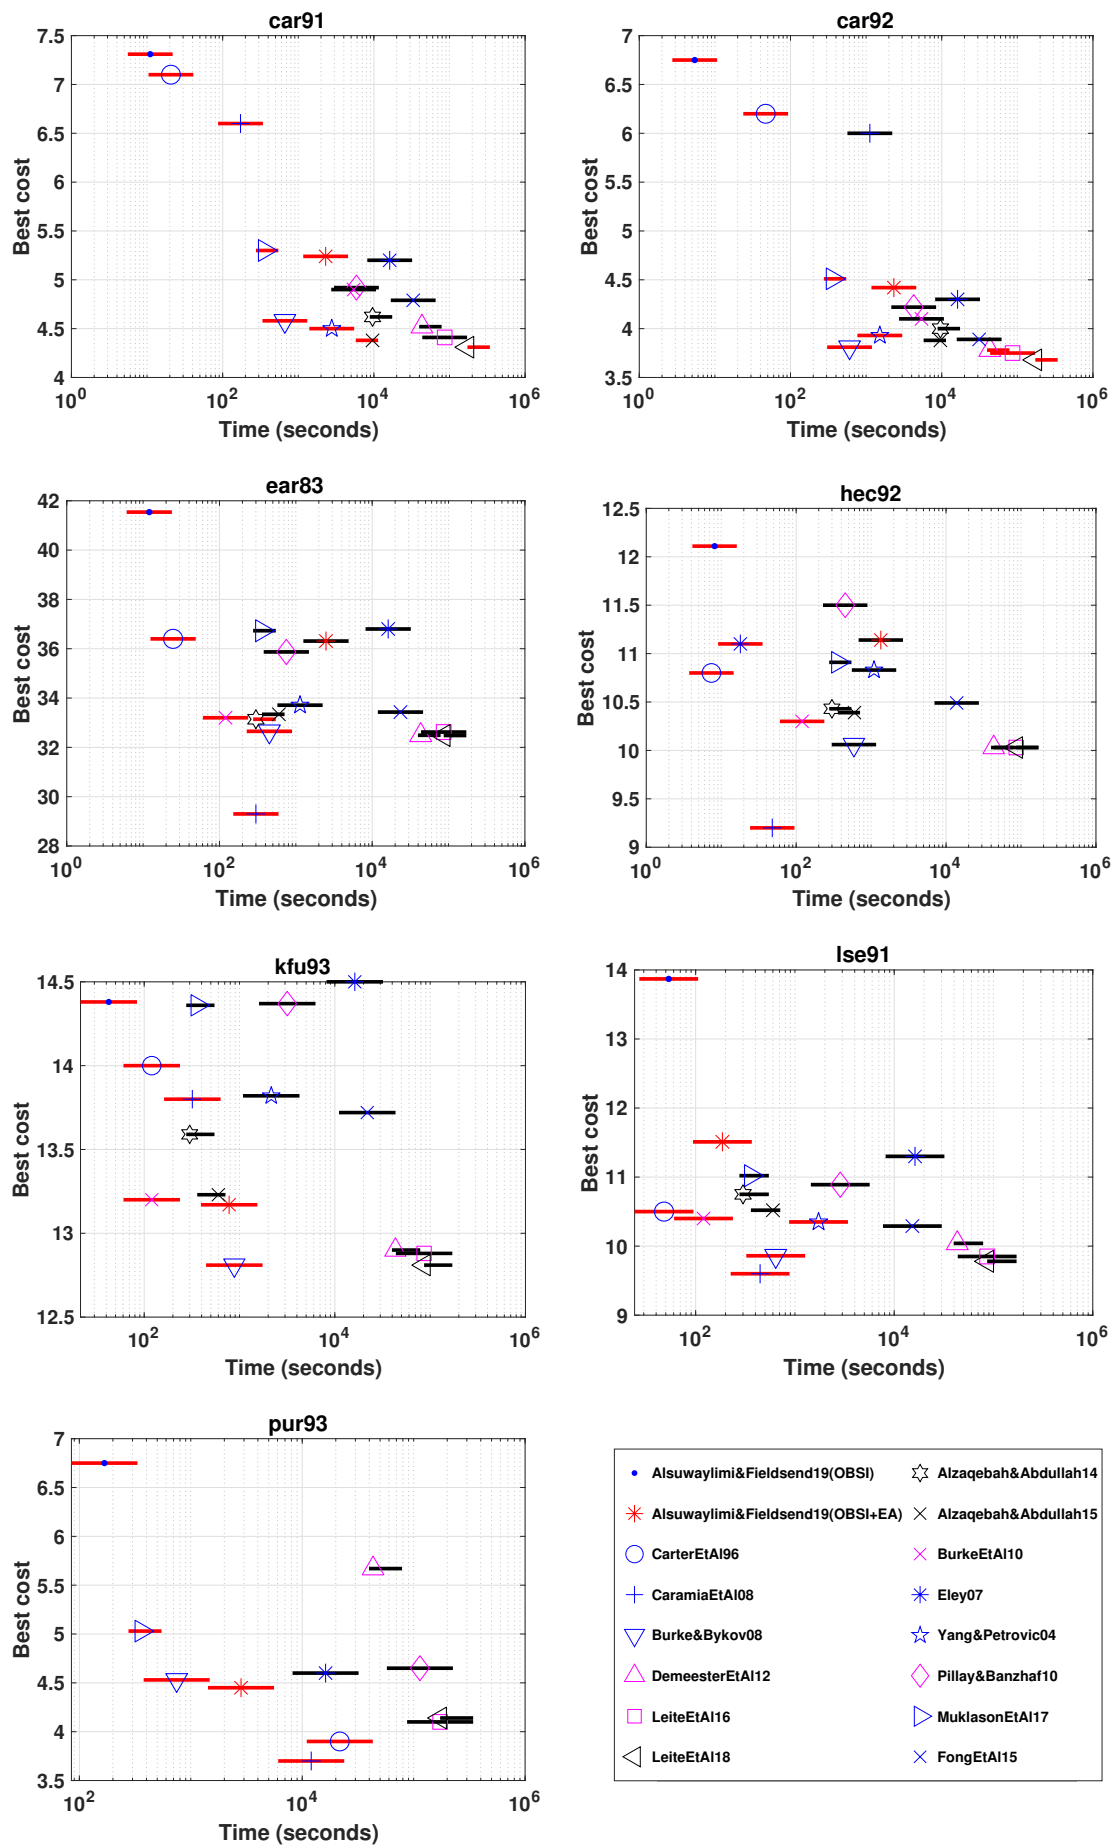 car91
7.5
7
6.5
6
5.5
5
4.5
4
Best cost
10^0
10^2
10^4
10^6
Time (seconds)
car92
7
6.5
6
5.5
5
4.5
4
3.5
Best cost
10^0
10^2
10^4
10^6
Time (seconds)
ear83
42
40
38
36
34
32
30
28
Best cost
10^0
10^2
10^4
10^6
Time (seconds)
hec92
12.5
12
11.5
11
10.5
10
9.5
9
Best cost
10^0
10^2
10^4
10^6
Time (seconds)
kfu93
14.5
14
13.5
13
12.5
Best cost
10^2
10^4
10^6
Time (seconds)
lse91
14
13
12
11
10
9
Best cost
10^2
10^4
10^6
Time (seconds)
pur93
7
6.5
6
5.5
5
4.5
4
3.5
Best cost
10^2
10^4
10^6
Time (seconds)
Alsuwaylimi&Fieldsend19(OBSI)
Alsuwaylimi&Fieldsend19(OBSI+EA)
CarterEtAl96
CaramiaEtAl08
Burke&Bykov08
DemeesterEtAl12
LeiteEtAl16
LeiteEtAl18
Alzaqebah&Abdullah14
Alzaqebah&Abdullah15
BurkeEtAl10
Eley07
Yang&Petrovic04
Pillay&Banzhaf10
MuklasonEtAl17
FongEtAl15